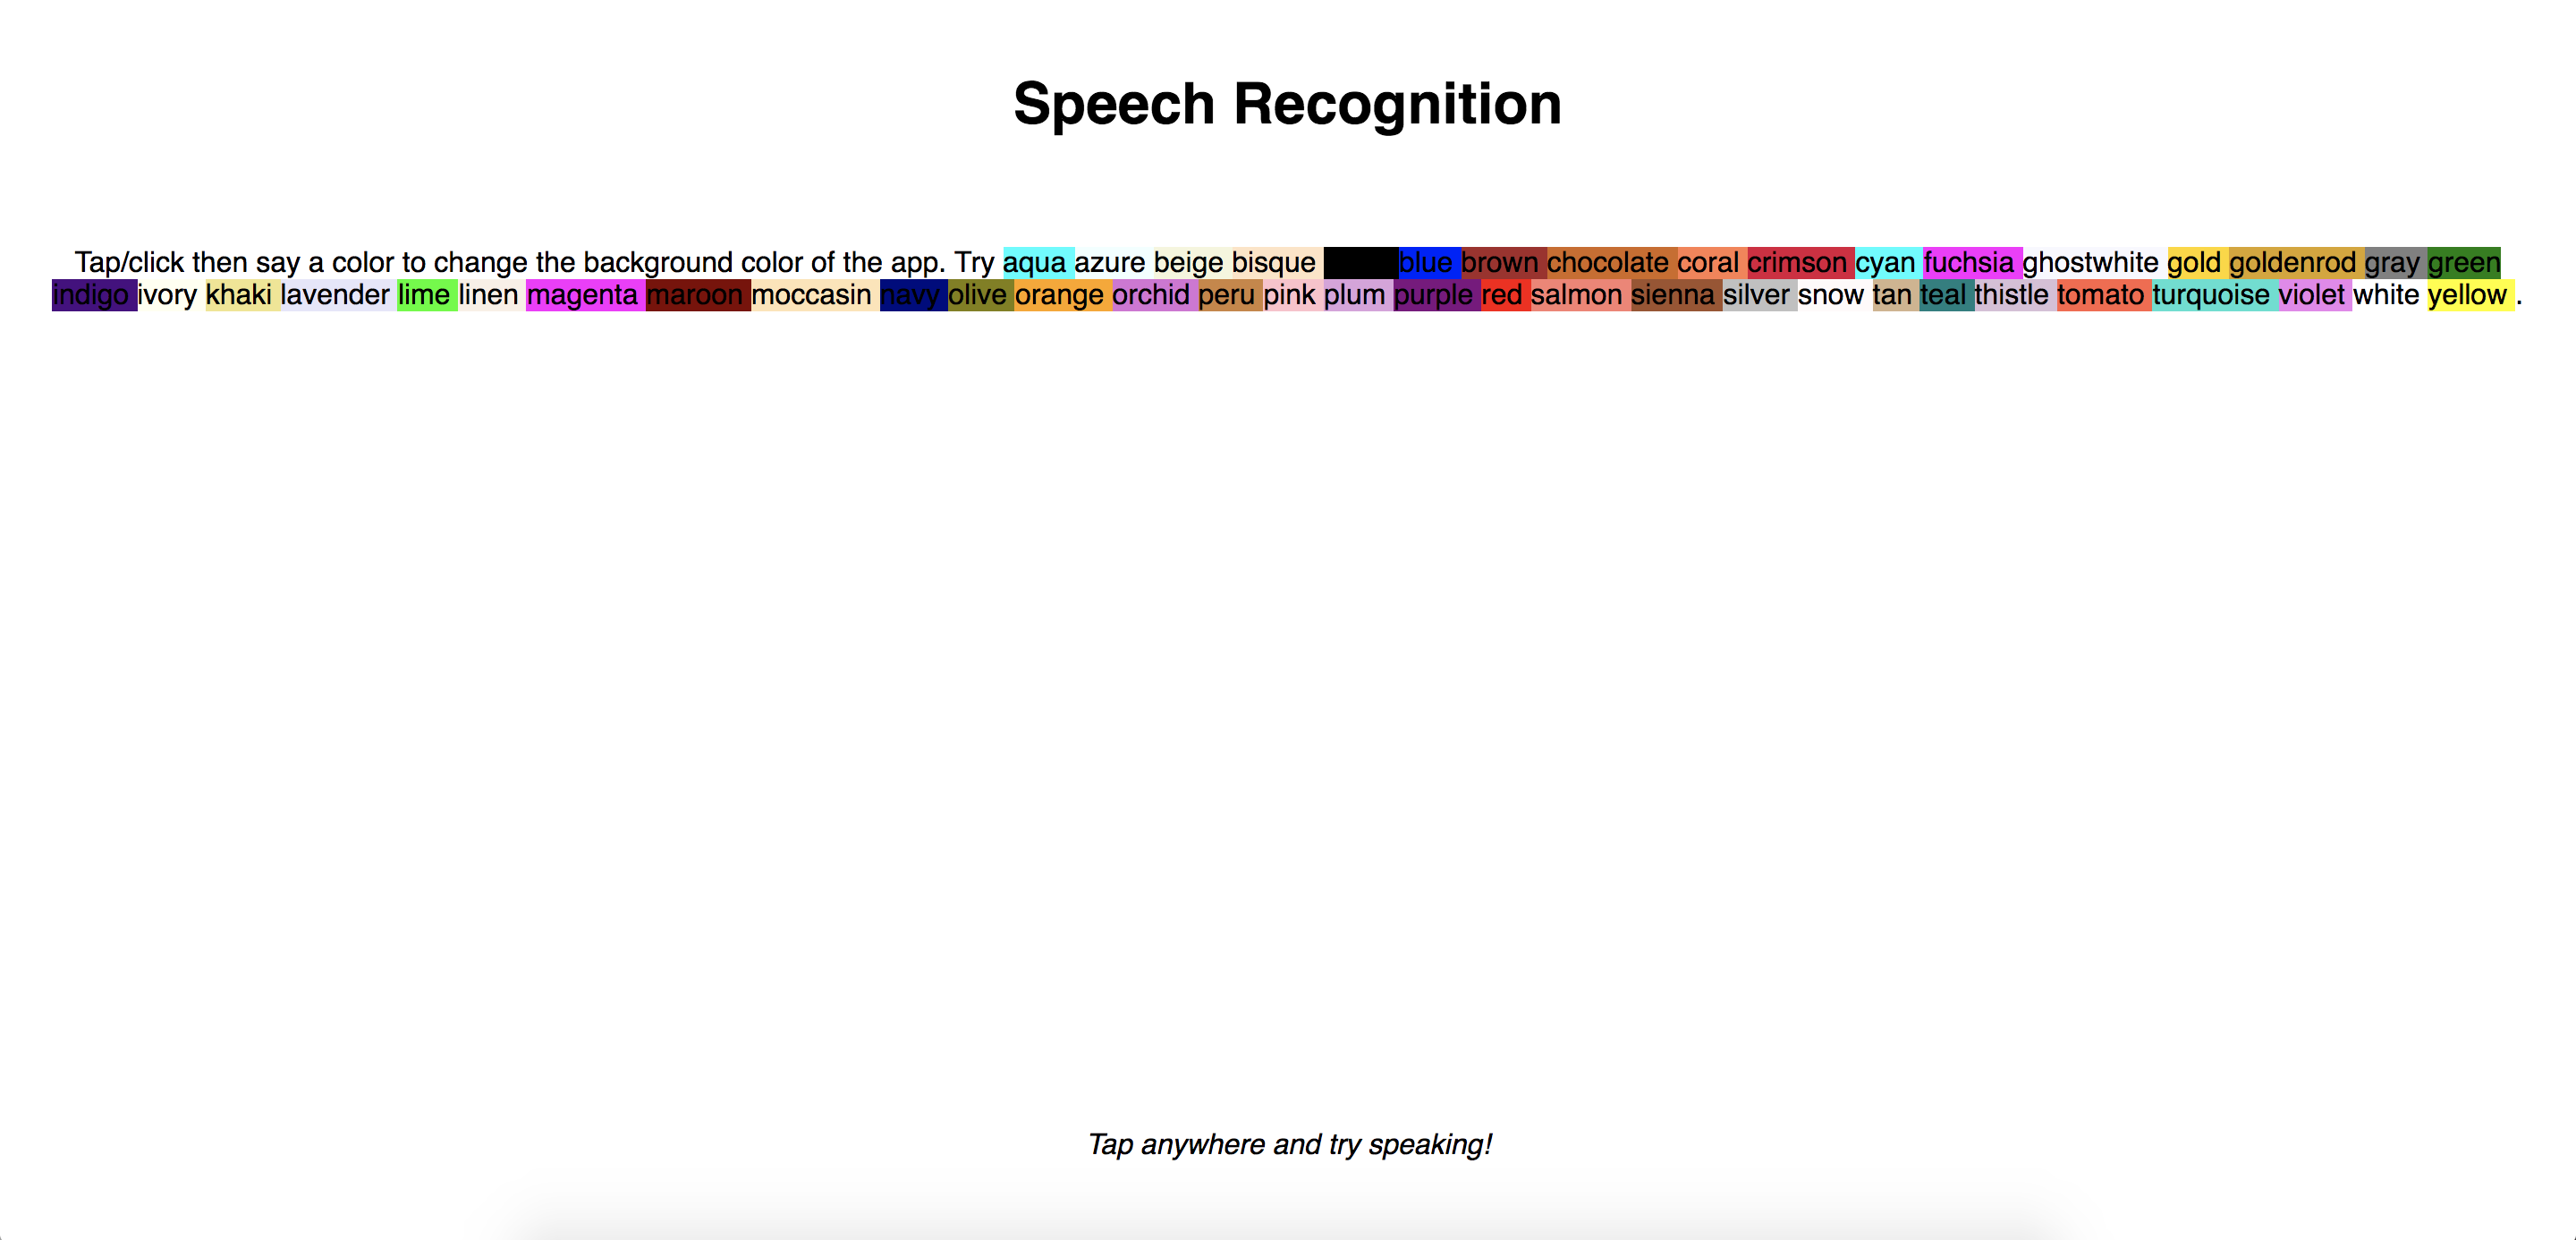 Speech Recognition
Tap/click then say a color to change the background color of the app. Try aqua azure beige bisque blue brown chocolate coral crimson cyan fuchsia ghostwhite gold goldenrod gray green
indigo ivory khaki lavender lime linen magenta maroon moccasin navy olive orange orchid peru pink plum purple red salmon sienna silver snow tan teal thistle tomato turquoise violet white yellow .
Tap anywhere and try speaking!